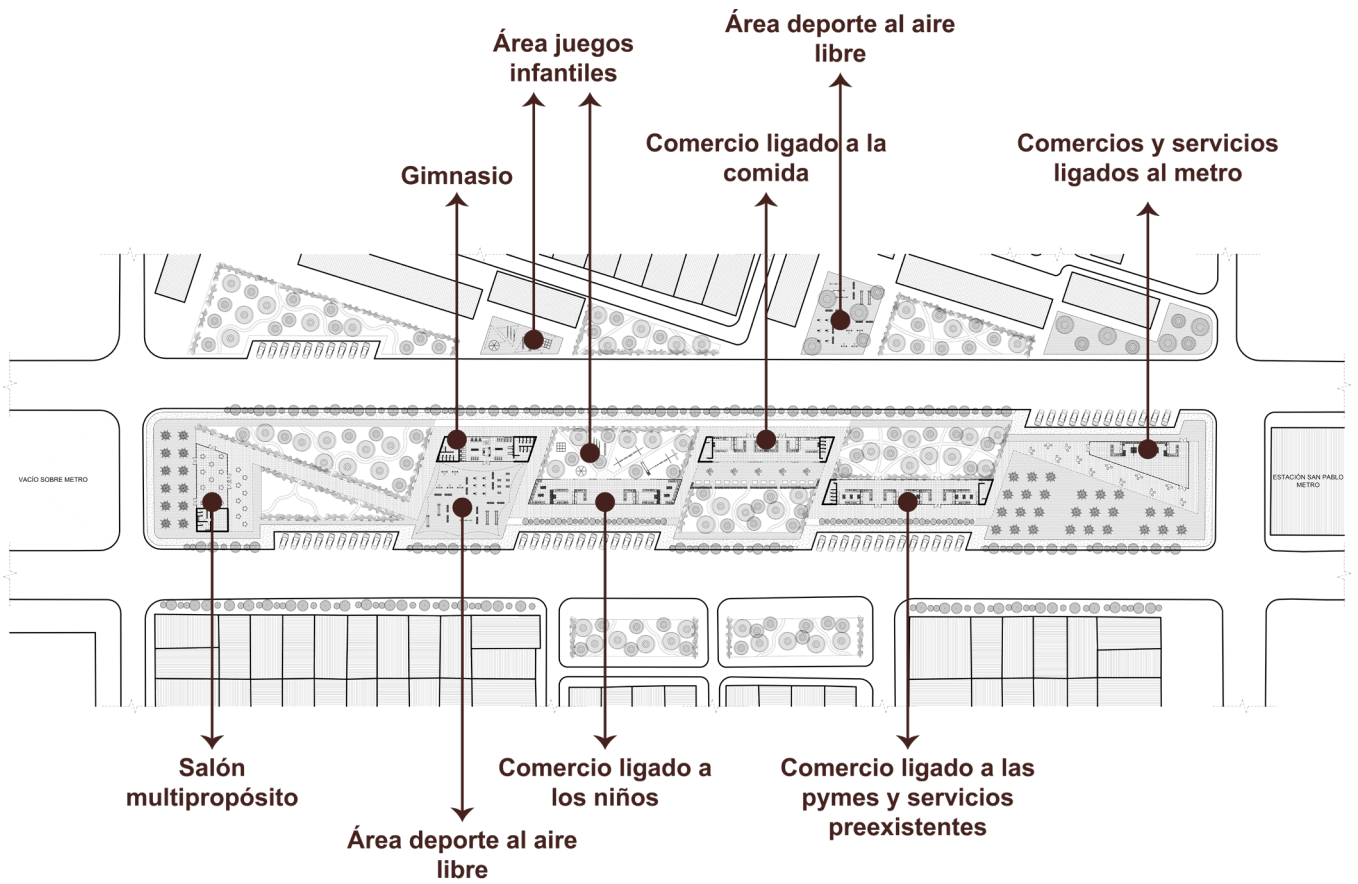 Área deporte al aire
libre
Área juegos
infantiles
Comercio ligado a la
comida
Comercios y servicios
ligados al metro
Gimnasio
VACÍO SOBRE METRO
ESTACIÓN SAN PABLO
METRO
Salón
multipropósito
Comercio ligado a
los niños
Comercio ligado a las
pymes y servicios
preexistentes
Área deporte al aire
libre